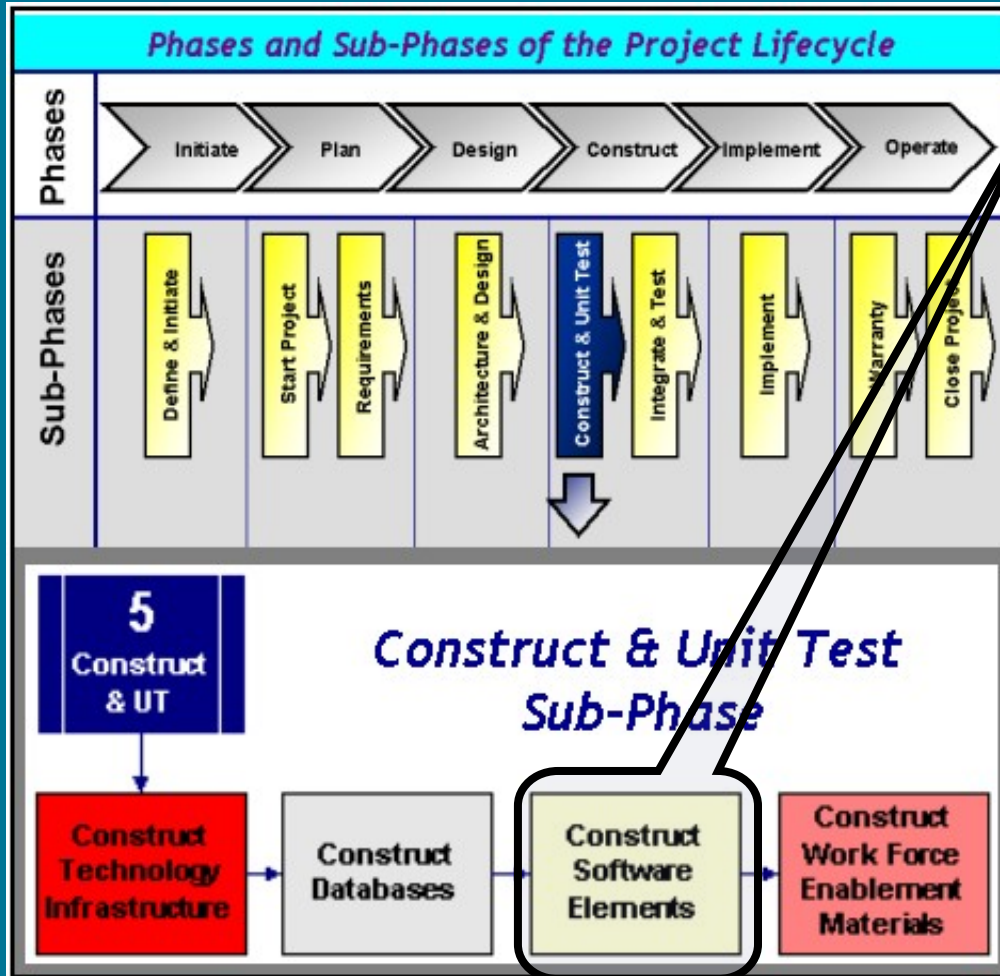 Phases and Sub-Phases of the Project Lifecycle
Phases
Initiate
Plan
Design
Construct
Implement
Operate
Sub-Phases
Define & Initiate
Start Project
Requirements
Architecture & Design
Construct & Unit Test
Integrate & Test
Implement
Warranty
Close Project
5
Construct
& UT
Construct & Unit Test
Sub-Phase
Construct
Technology
Infrastructure
Construct
Databases
Construct
Software
Elements
Construct
Work Force
Enablement
Materials